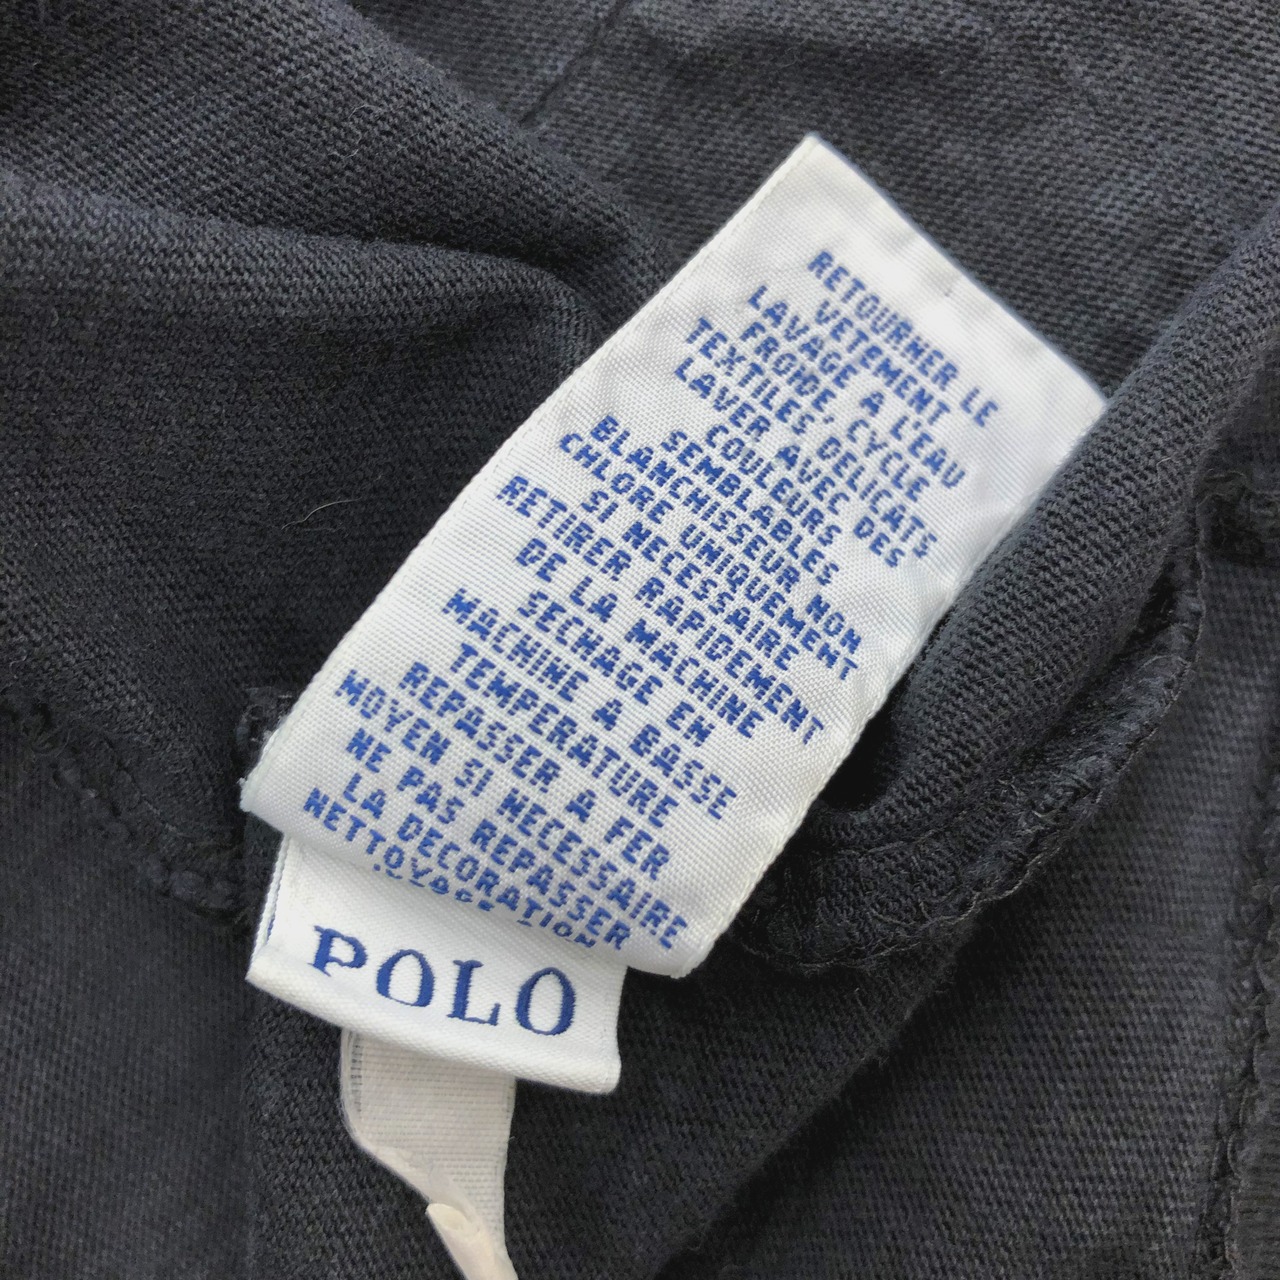 RETOURNER LE
VETEMENT
LAVAGE A L'EAU
FROIDE, CYCLE
TEXTILES DELICATS
LAVER AVEC DES
COULEURS
SEMBLABLES
BLANCHISSEUR NON
CHLORE UNIQUEMENT
SI NECESSAIRE
RETIRER RAPIDEMENT
DE LA MACHINE
SECHAGE EN
MACHINE A BASSE
TEMPERATURE
REPASSER A FER
MOYEN SI NECESSAIRE
NE PAS REPASSER
LA DECORATION
NETTOYAGE
POLO